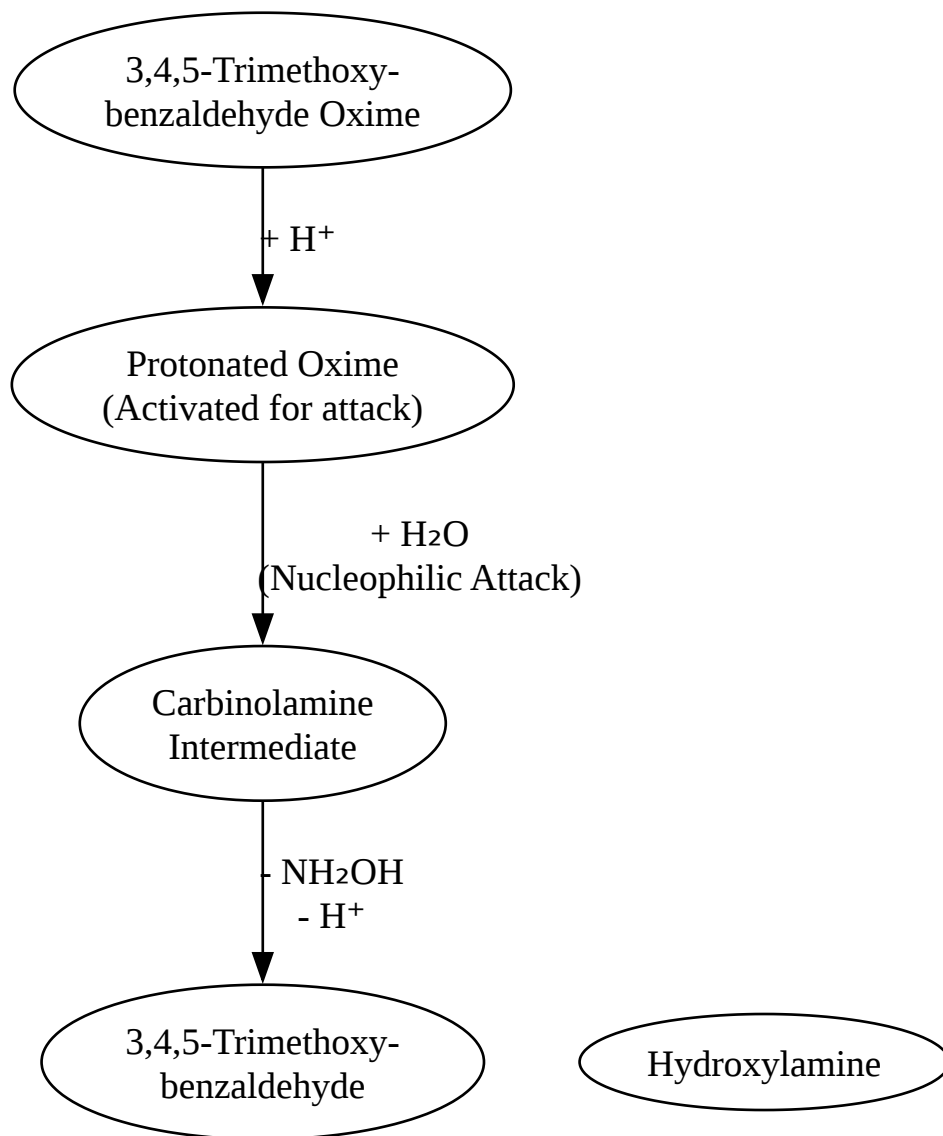 3,4,5-Trimethoxy-
benzaldehyde Oxime
+ H⁺
Protonated Oxime
(Activated for attack)
+ H₂O
(Nucleophilic Attack)
Carbinolamine
Intermediate
- NH₂OH
- H⁺
3,4,5-Trimethoxy-
benzaldehyde
Hydroxylamine